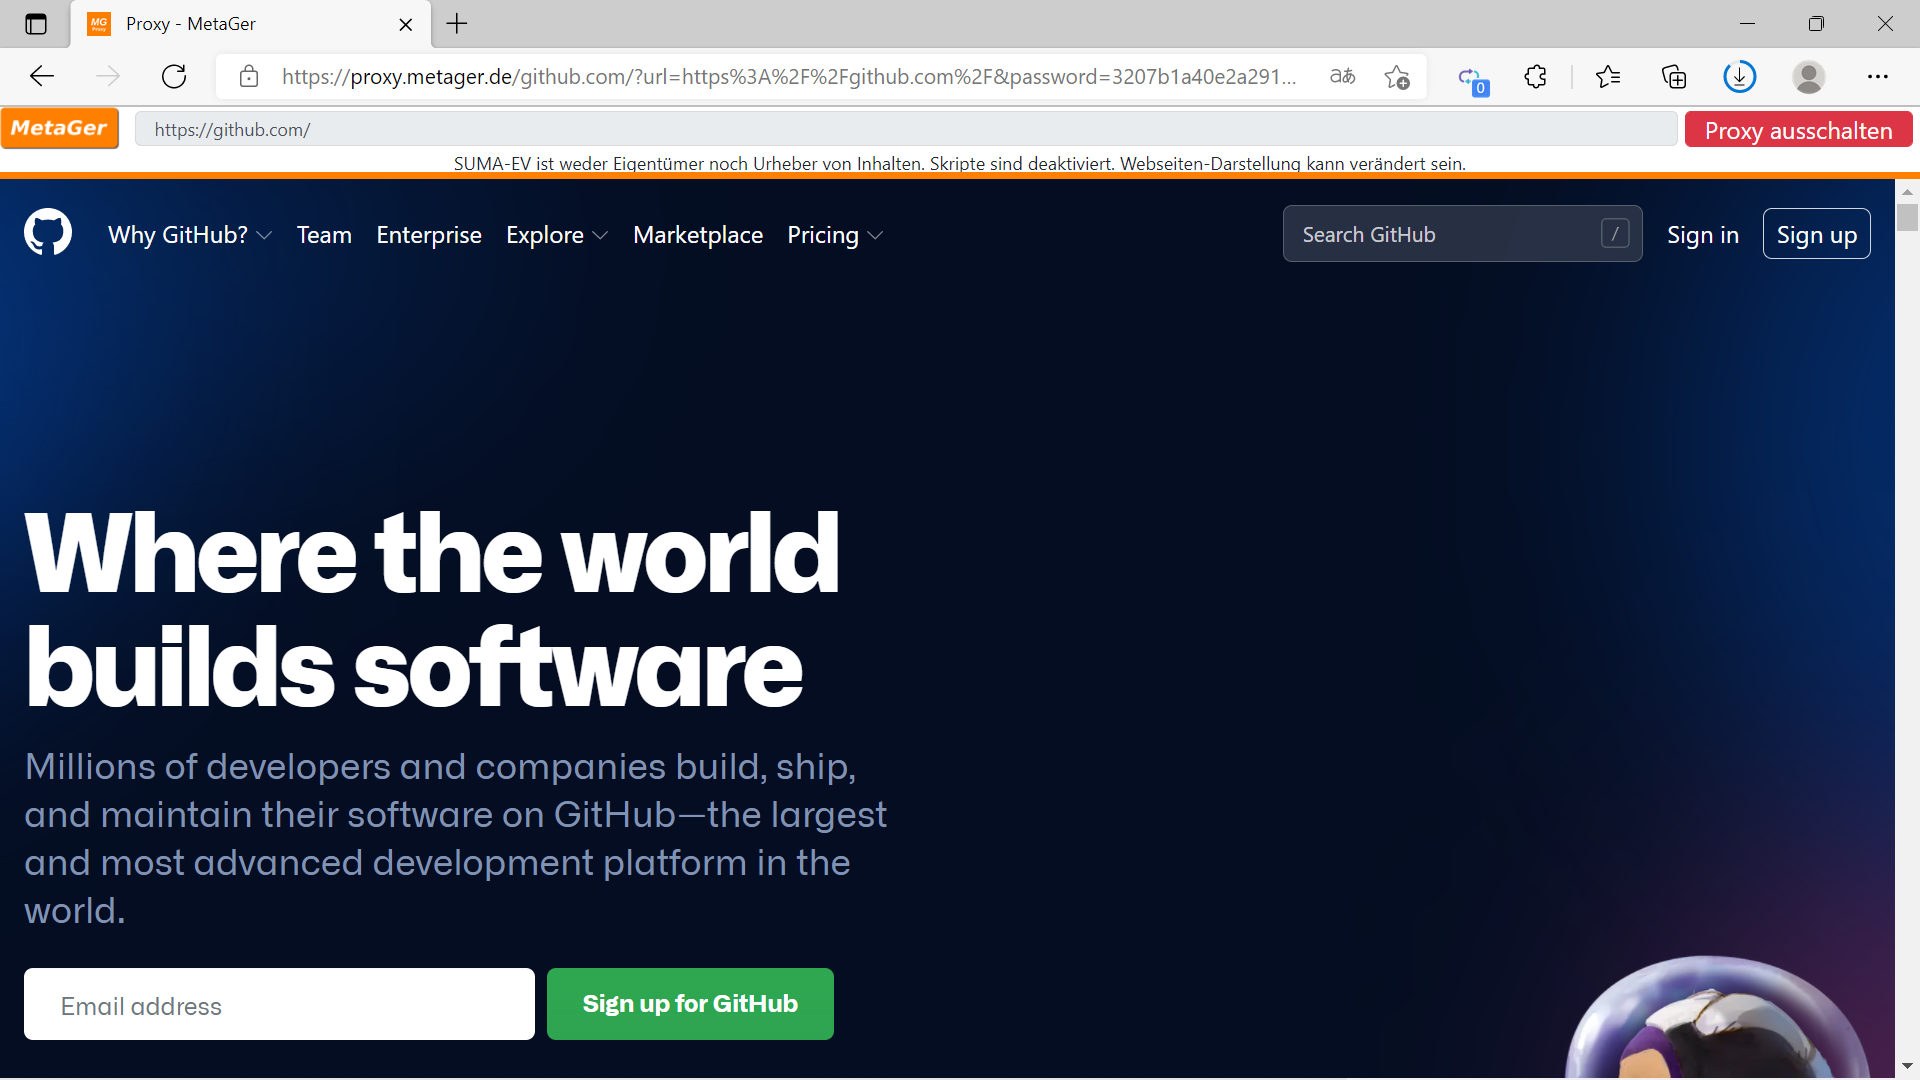 MG
Proxy
Proxy - MetaGer
https://proxy.metager.de/github.com/?url=https%3A%2F%2Fgithub.com%2F&password=3207b1a40e2a291...
aあ
0
MetaGer
https://github.com/
Proxy ausschalten
SUMA-EV ist weder Eigentümer noch Urheber von Inhalten. Skripte sind deaktiviert. Webseiten-Darstellung kann verändert sein.
Why GitHub?
Team
Enterprise
Explore
Marketplace
Pricing
Search GitHub
/
Sign in
Sign up
Where the world
builds software
Millions of developers and companies build, ship,
and maintain their software on GitHub—the largest
and most advanced development platform in the
world.
Email address
Sign up for GitHub